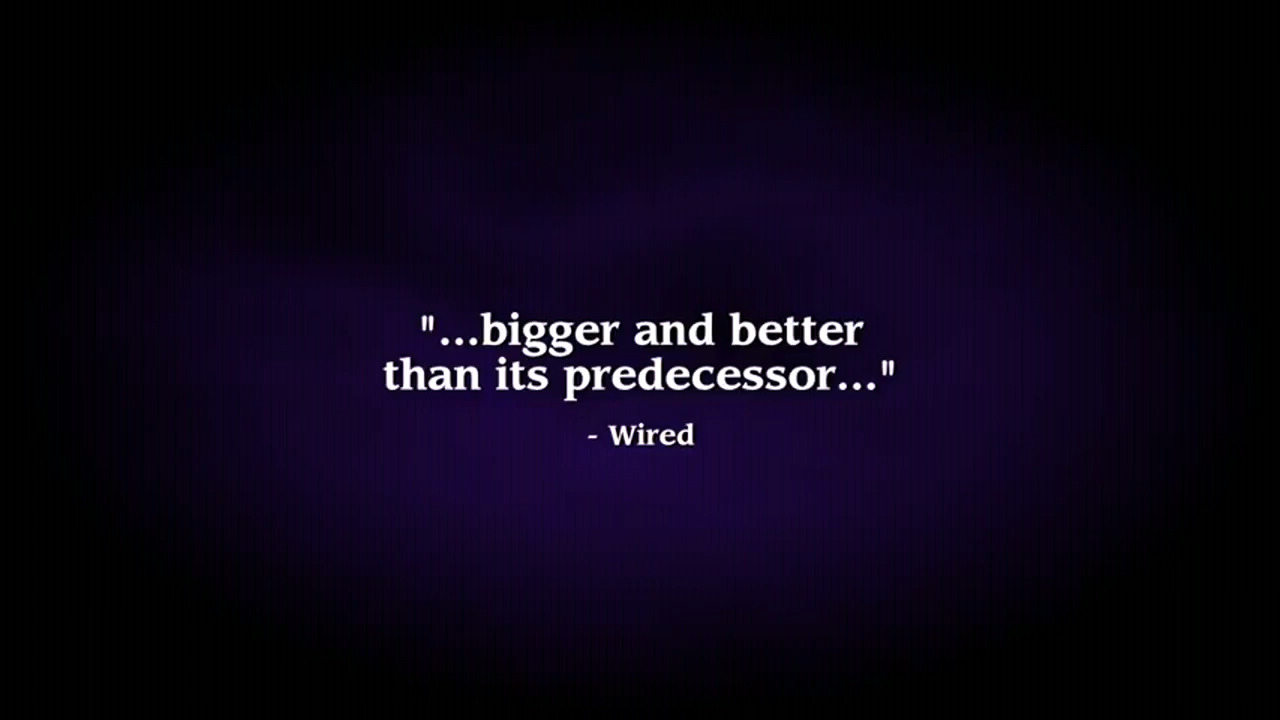 "...bigger and better
than its predecessor..."
- Wired